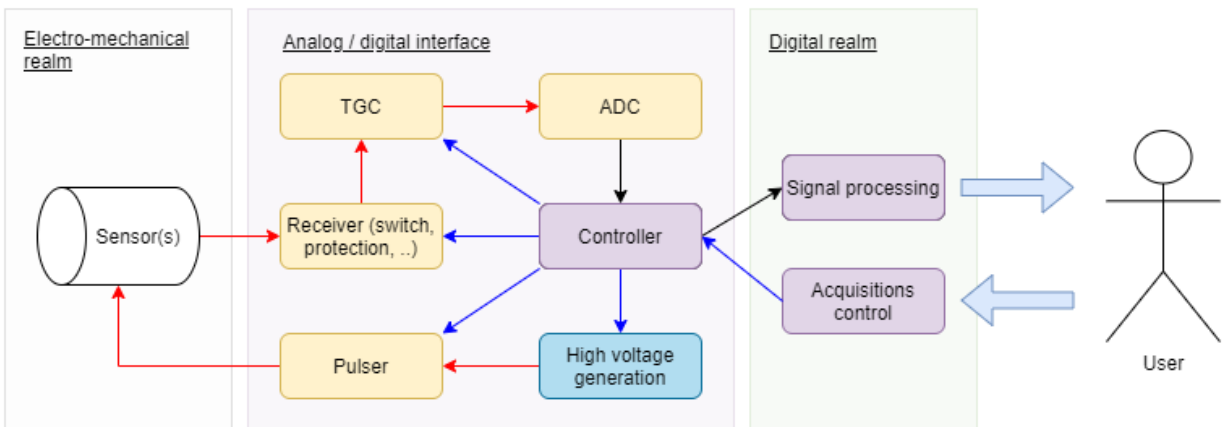 Electro-mechanical
realm
Analog / digital interface
Digital realm
TGC
ADC
Sensor(s)
Receiver (switch,
protection, ..)
Controller
Signal processing
Acquisitions
control
Pulser
High voltage
generation
User